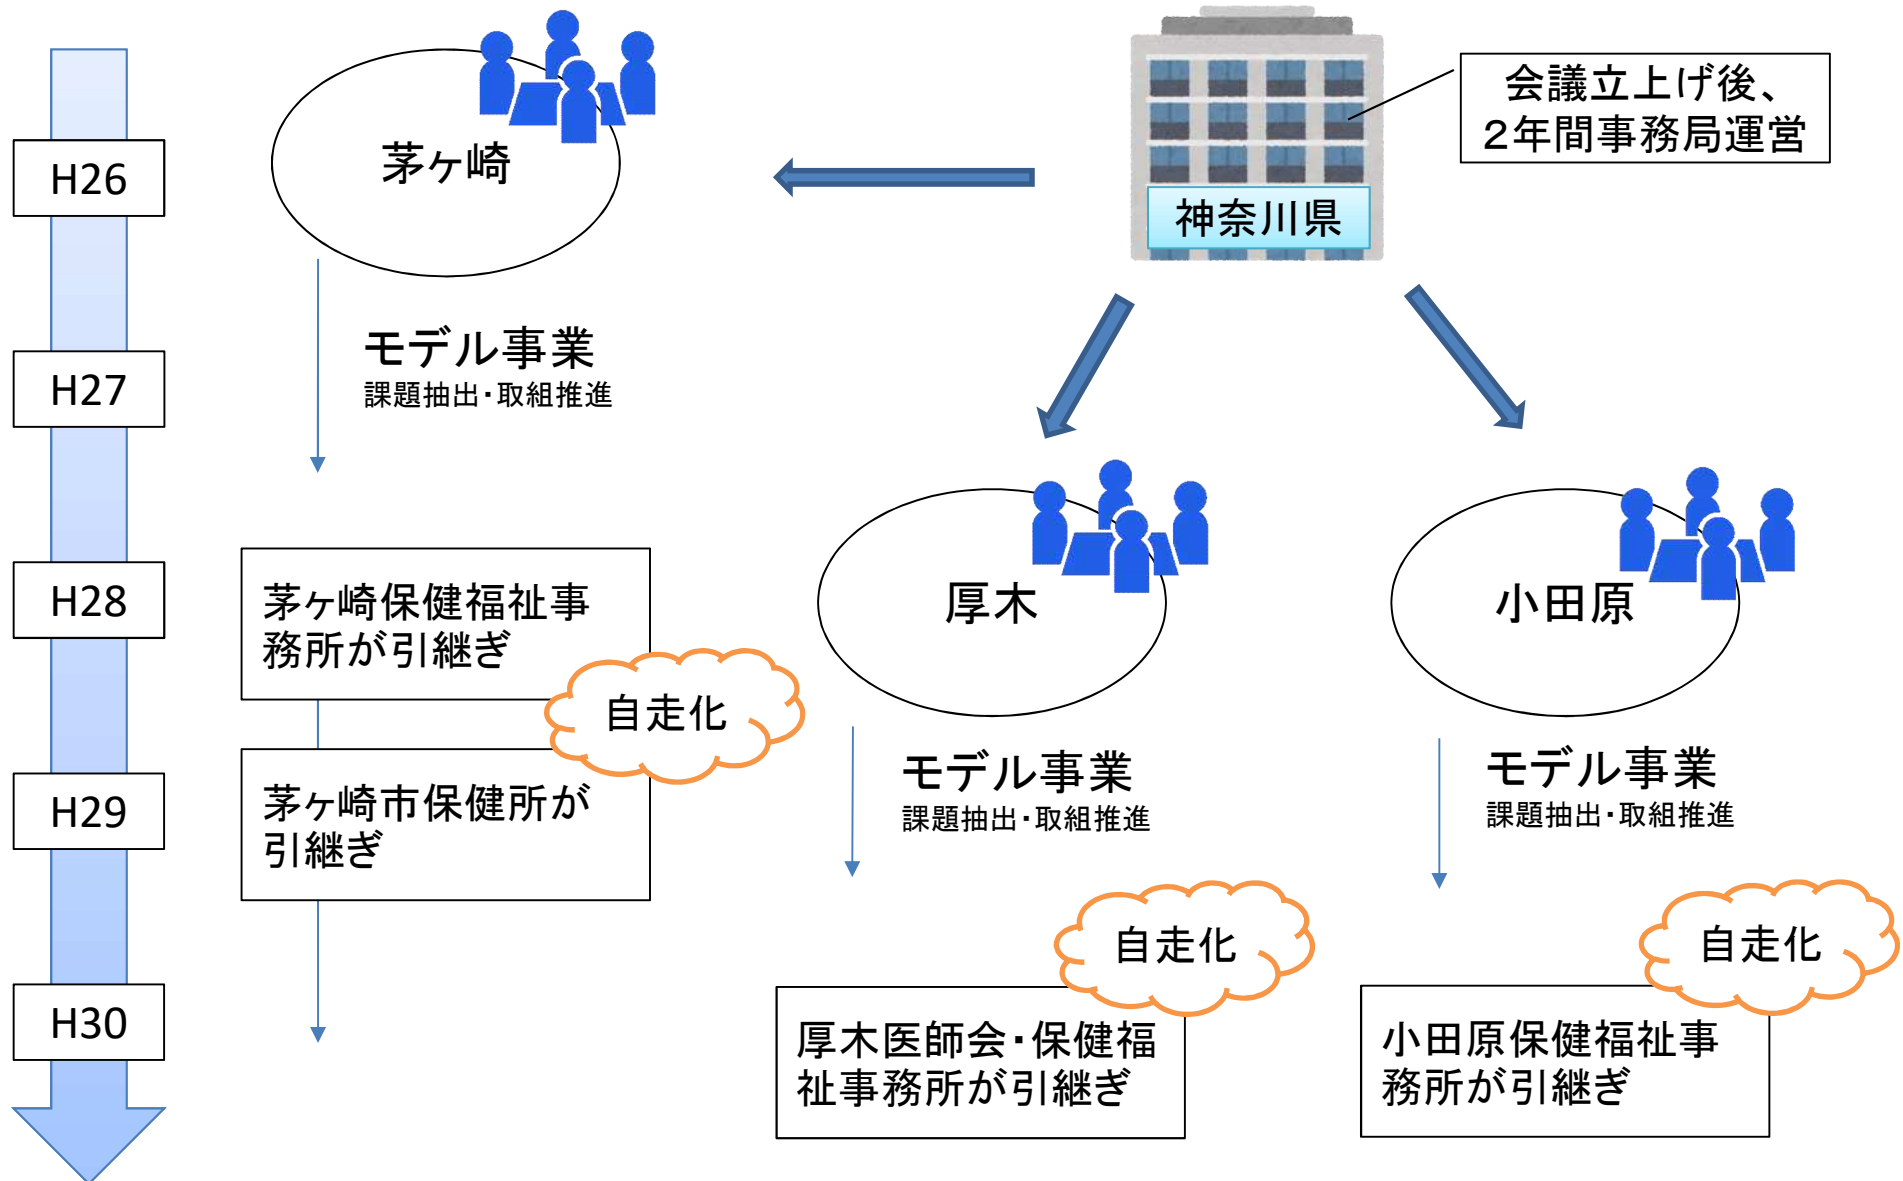 会議立上げ後、
２年間事務局運営
神奈川県
H26
茅ヶ崎
モデル事業
課題抽出・取組推進
H27
H28
茅ヶ崎保健福祉事
務所が引継ぎ
自走化
厚木
小田原
H29
茅ヶ崎市保健所が
引継ぎ
モデル事業
課題抽出・取組推進
モデル事業
課題抽出・取組推進
自走化
自走化
H30
厚木医師会・保健福
祉事務所が引継ぎ
小田原保健福祉事
務所が引継ぎ